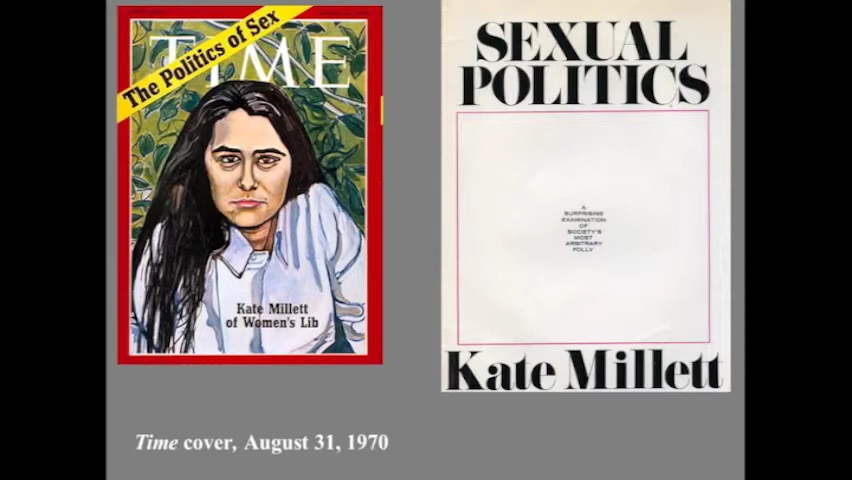 The Politics of Sex
TIME
Kate Millett
of Women's Lib
SEXUAL
POLITICS
A
SURPRISING
EXAMINATION
OF
SOCIETY'S
MOST
ARBITRARY
FOLLY
Kate Millett
Time cover, August 31, 1970